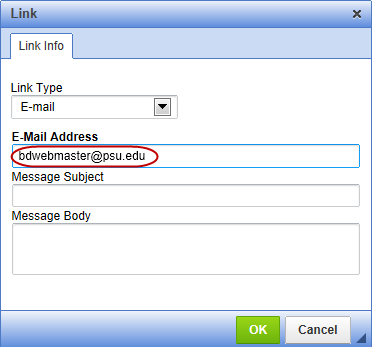 Link
Link Info
Link Type
E-mail
E-Mail Address
bdwebmaster@psu.edu
Message Subject
Message Body
OK Cancel